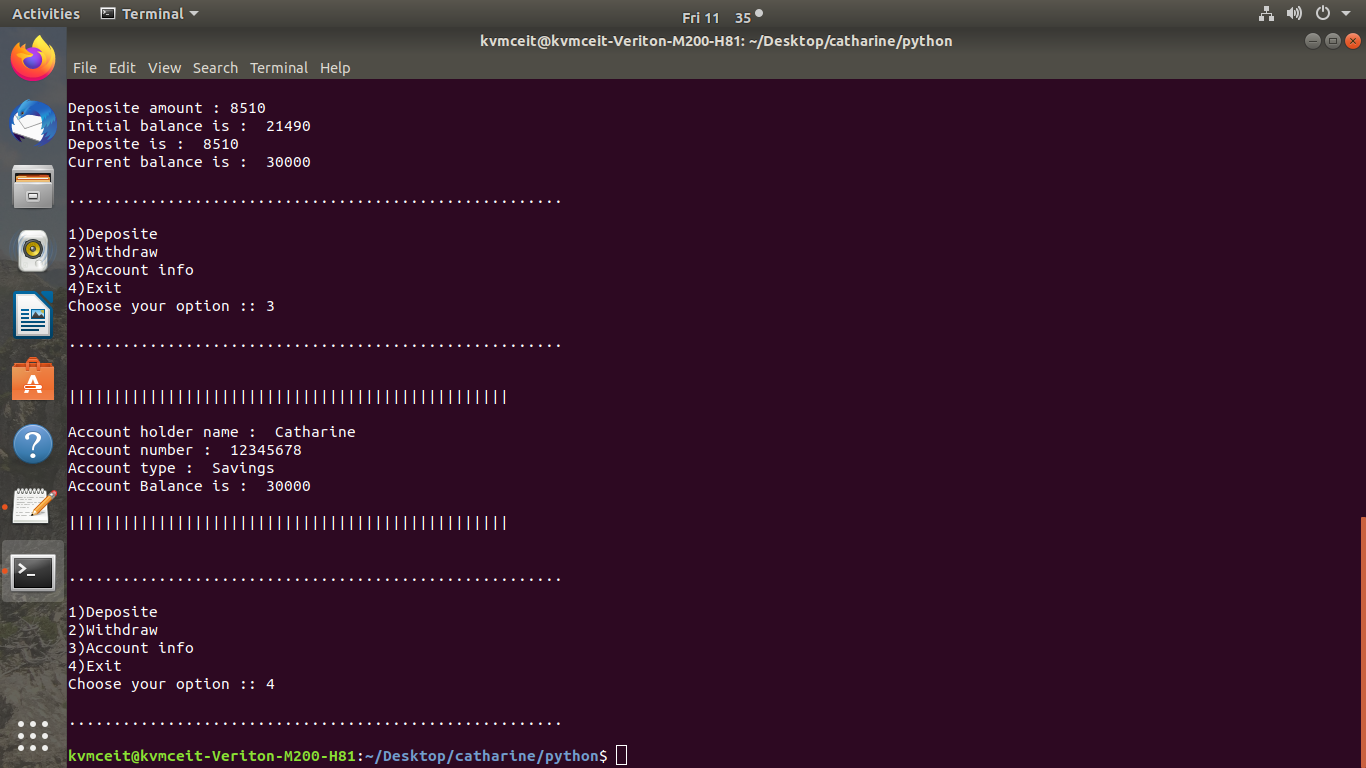 Activities Terminal Fri 11 35
kvmceit@kvmceit-Veriton-M200-H81: ~/Desktop/catharine/python
File Edit View Search Terminal Help
Deposite amount : 8510
Initial balance is :  21490
Deposite is :  8510
Current balance is :  30000
.......................................................
1)Deposite
2)Withdraw
3)Account info
4)Exit
Choose your option :: 3
.......................................................
|||||||||||||||||||||||||||||||||||||||||||||||||
Account holder name :  Catharine
Account number :  12345678
Account type :  Savings
Account Balance is :  30000
|||||||||||||||||||||||||||||||||||||||||||||||||
.......................................................
1)Deposite
2)Withdraw
3)Account info
4)Exit
Choose your option :: 4
.......................................................
kvmceit@kvmceit-Veriton-M200-H81:~/Desktop/catharine/python$